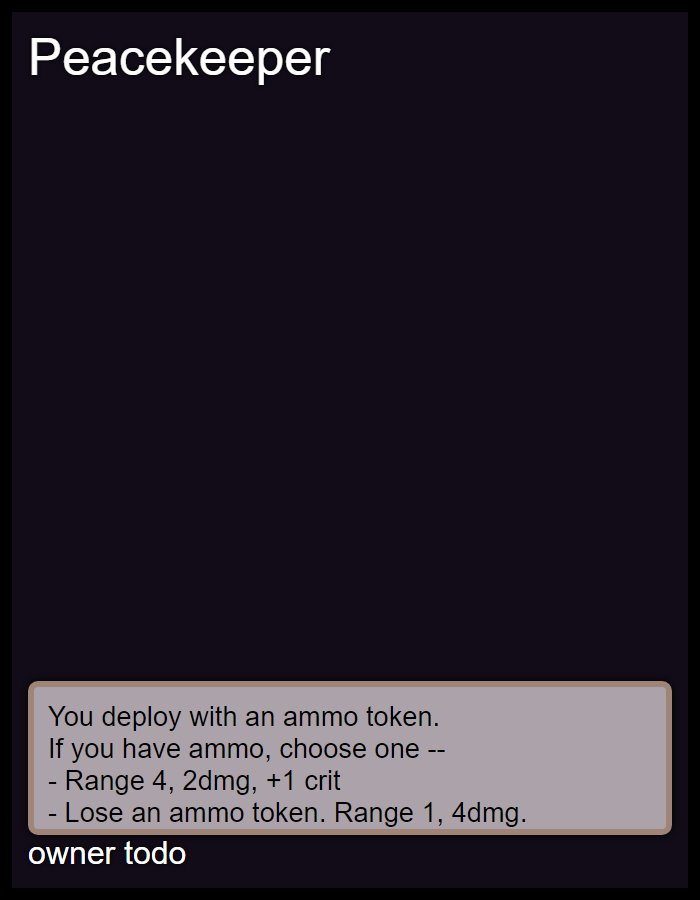 Peacekeeper
You deploy with an ammo token.
If you have ammo, choose one --
- Range 4, 2dmg, +1 crit
- Lose an ammo token. Range 1, 4dmg.
owner todo